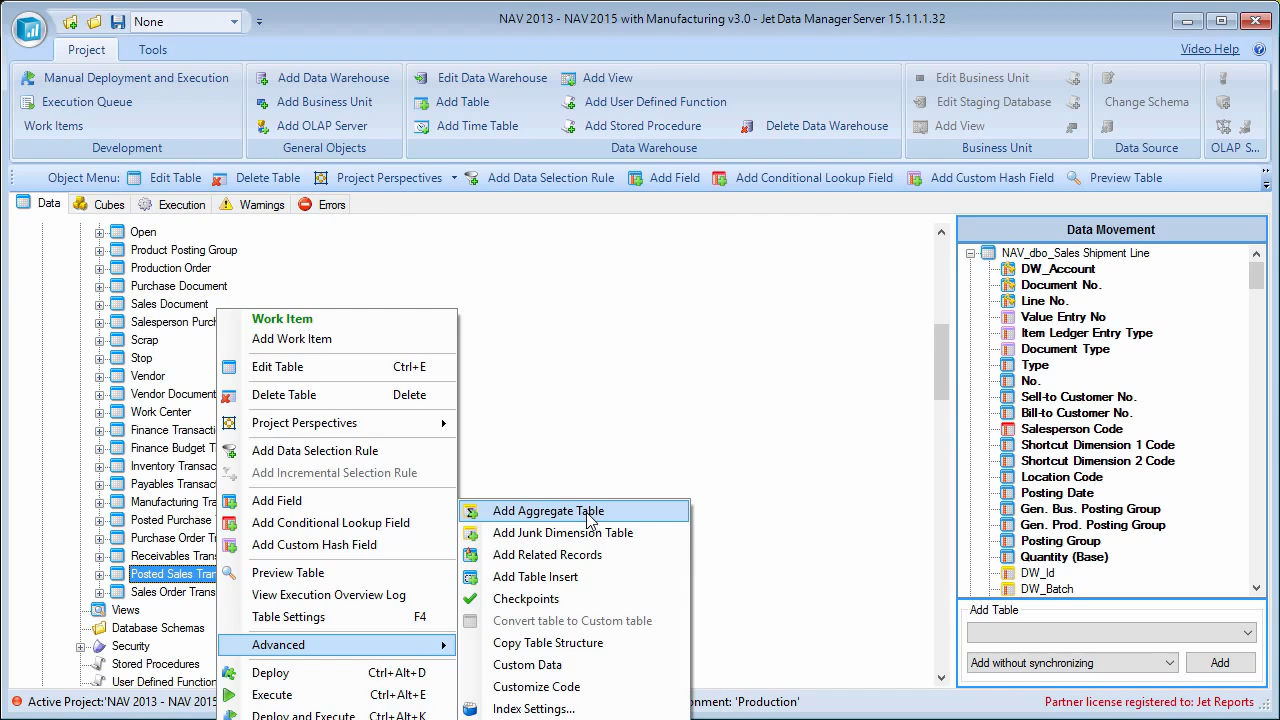 None
NAV 2013 - NAV 2015 with Manufacturing v3.0 - Jet Data Manager Server 15.11.1.32
Project
Tools
Video Help
Manual Deployment and Execution
Execution Queue
Work Items
Development
Add Data Warehouse
Add Business Unit
Add OLAP Server
General Objects
Edit Data Warehouse
Add Table
Add Time Table
Add View
Add User Defined Function
Add Stored Procedure
Delete Data Warehouse
Data Warehouse
Edit Business Unit
Edit Staging Database
Add View
Business Unit
Change Schema
Data Source
OLAP S...
Object Menu: Edit Table Delete Table Project Perspectives Add Data Selection Rule Add Field Add Conditional Lookup Field Add Custom Hash Field Preview Table
Data Cubes Execution Warnings Errors
Open
Product Posting Group
Production Order
Purchase Document
Sales Document
Salesperson Purch
Scrap
Stop
Vendor
Vendor Document
Work Center
Finance Transacti
Finance Budget T
Inventory Transac
Payables Transac
Manufacturing Tra
Posted Purchase
Purchase Order T
Receivables Tran
Posted Sales Tran
Sales Order Trans
Views
Database Schemas
Security
Stored Procedures
User Defined Function
Work Item
Add Work Item
Edit Table Ctrl+E
Delete Table Delete
Project Perspectives
Add Data Selection Rule
Add Incremental Selection Rule
Add Field
Add Conditional Lookup Field
Add Custom Hash Field
Preview Table
View Execution Overview Log
Table Settings F4
Advanced
Deploy Ctrl+Alt+D
Execute Ctrl+Alt+E
Deploy and Execute Ctrl+Alt+K
Add Aggregate Table
Add Junk Dimension Table
Add Related Records
Add Table Insert
Checkpoints
Convert table to Custom table
Copy Table Structure
Custom Data
Customize Code
Index Settings...
Data Movement
NAV_dbo_Sales Shipment Line
DW_Account
Document No.
Line No.
Value Entry No
Item Ledger Entry Type
Document Type
Type
No.
Sell-to Customer No.
Bill-to Customer No.
Salesperson Code
Shortcut Dimension 1 Code
Shortcut Dimension 2 Code
Location Code
Posting Date
Gen. Bus. Posting Group
Gen. Prod. Posting Group
Posting Group
Quantity (Base)
DW_Id
DW_Batch
Add Table
Add without synchronizing
Add
Active Project:'NAV 2013 - NAV 2015
nment: 'Production'
Partner license registered to: Jet Reports